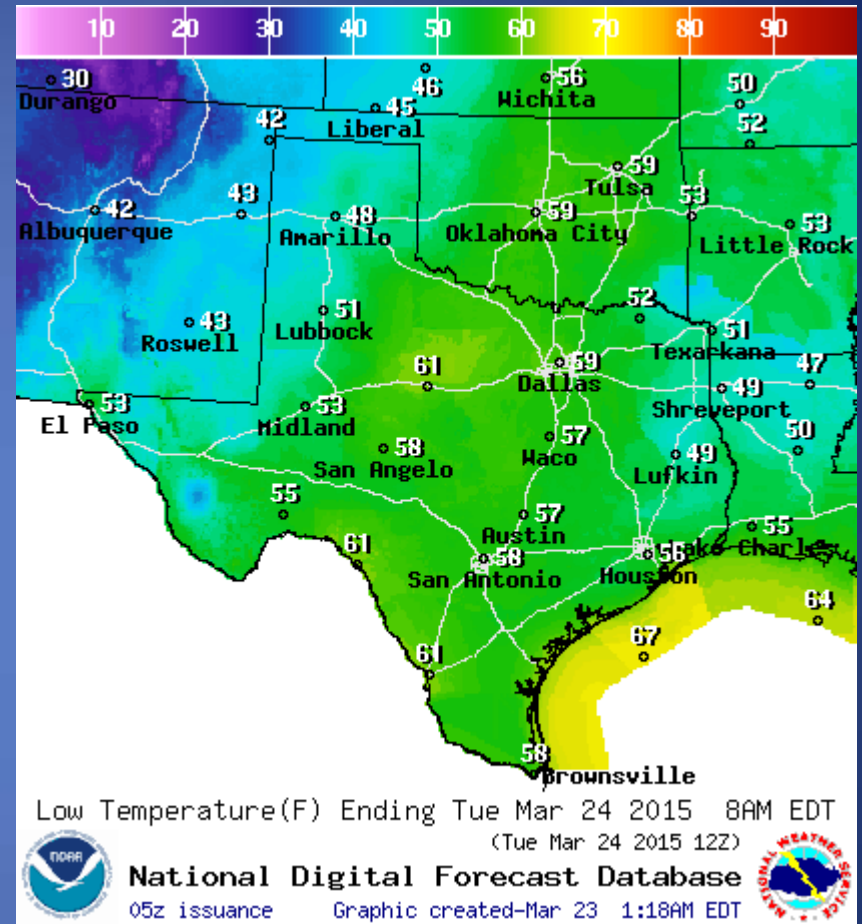 10 20 30 40 50 60 70 80 90
30
Durango
46
45
Liberal
56
Wichita
50
52
42
59
Tulsa
42
Albuquerque
43
48
Amarillo
59
Oklahoma City
53
53
Little Rock
43
Roswell
51
Lubbock
52
51
Texarkana
61
59
Dallas
47
49
Shreveport
53
El Paso
53
Midland
58
San Angelo
57
Waco
49
Lufkin
50
55
57
Austin
55
Lake Charles
61
58
San Antonio
56
Houston
64
67
61
58
Brownsville
Low Temperature(F) Ending Tue Mar 24 2015 8AM EDT
(Tue Mar 24 2015 12Z)
National Digital Forecast Database
05z issuance Graphic created-Mar 23 1:18AM EDT
NOAA
NATIONAL WEATHER SERVICE